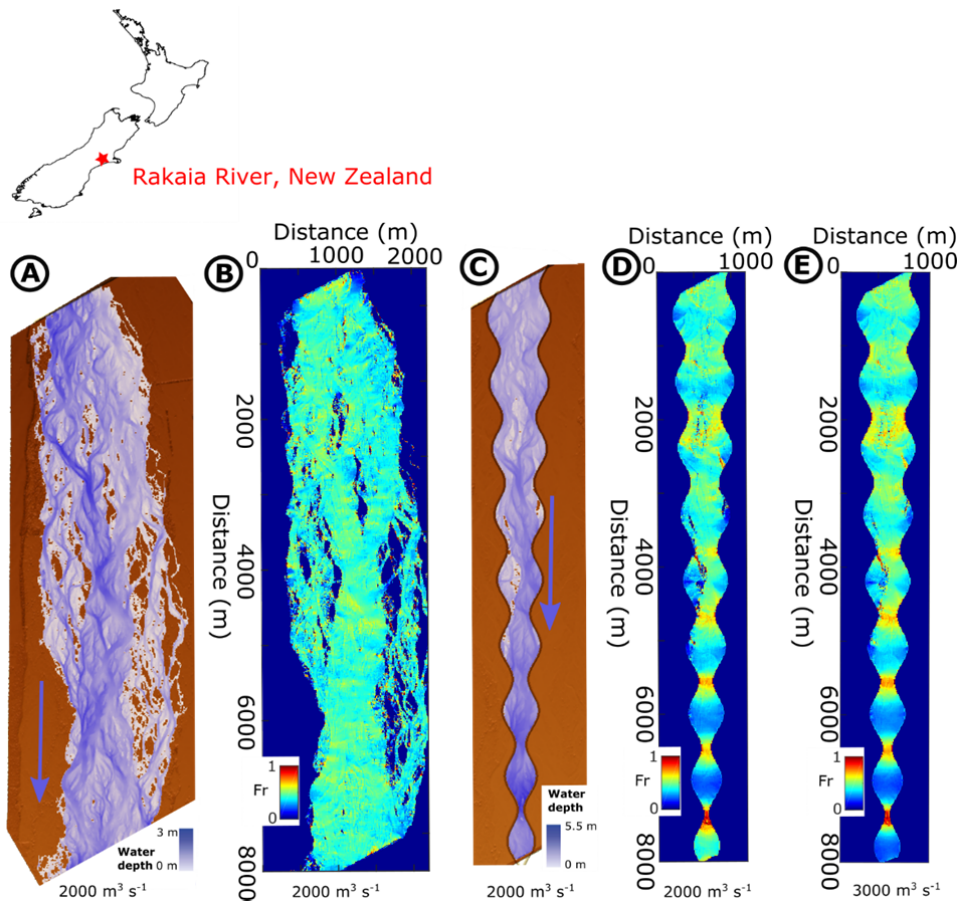 Rakaia River, New Zealand
A
B
C
D
E
Distance (m)
0 1000 2000
Distance (m)
1000
Distance (m)
1000
0
2000
4000
6000
8000
Distance (m)
0
2000
4000
6000
8000
Distance (m)
0
2000
4000
6000
8000
Distance (m)
3 m
Water
depth 0 m
2000 m³ s⁻¹
1
Fr
0
2000 m³ s⁻¹
Water
depth
5.5 m
0 m
1
Fr
0
2000 m³ s⁻¹
1
Fr
0
3000 m³ s⁻¹